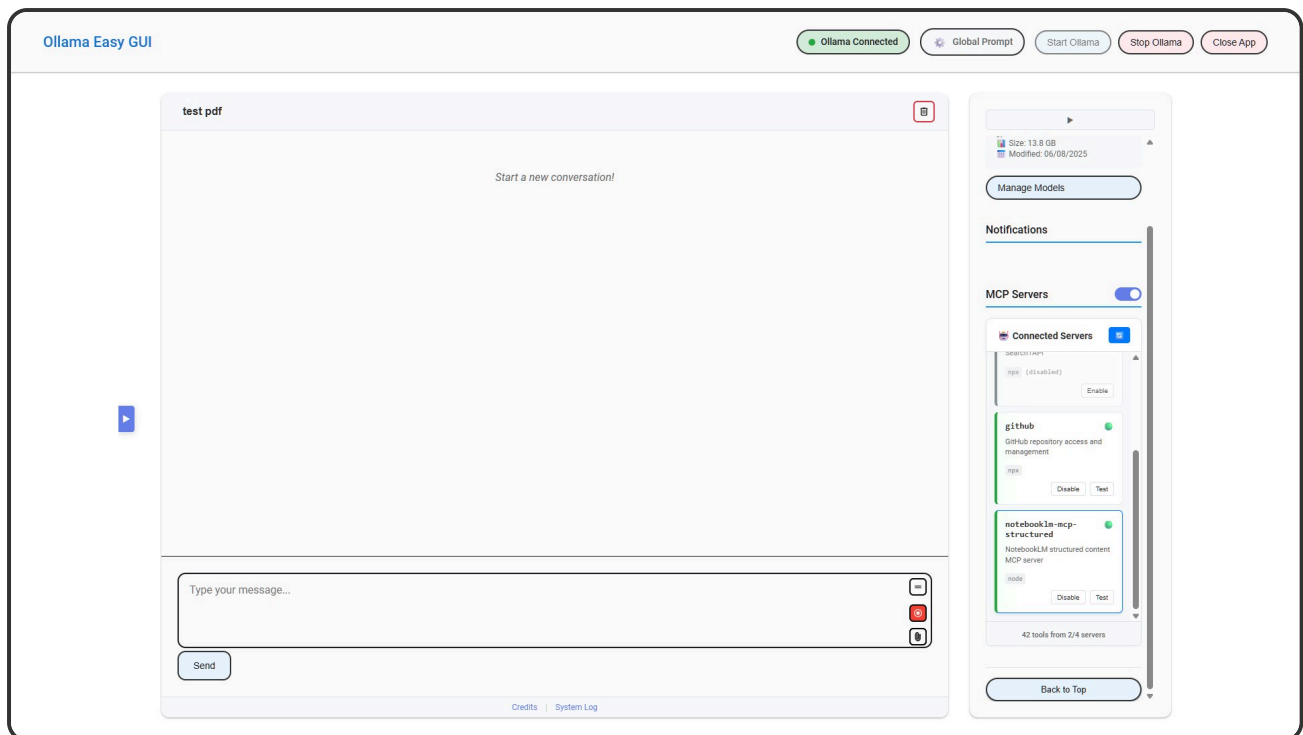 Ollama Easy GUI
Ollama Connected
Global Prompt
Start Ollama
Stop Ollama
Close App
test pdf
Start a new conversation!
Type your message...
Send
Credits | System Log
Size: 13.8 GB
Modified: 06/08/2025
Manage Models
Notifications
MCP Servers
Connected Servers
SearchAPI
npx (disabled)
Enable
github
GitHub repository access and
management
npx
Disable Test
notebooklm-mcp-
structured
NotebookLM structured content
MCP server
node
Disable Test
42 tools from 2/4 servers
Back to Top